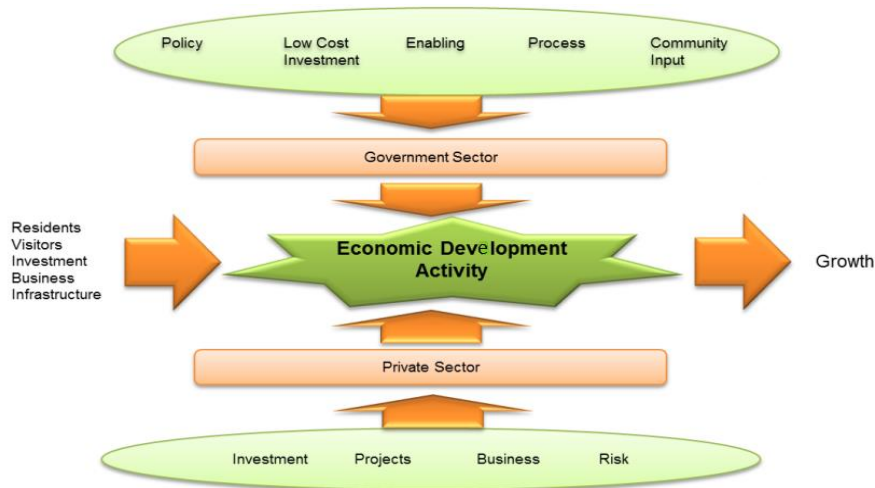 Policy
Low Cost
Investment
Enabling
Process
Community
Input
Government Sector
Residents
Visitors
Investment
Business
Infrastructure
Economic Development
Activity
Growth
Private Sector
Investment
Projects
Business
Risk